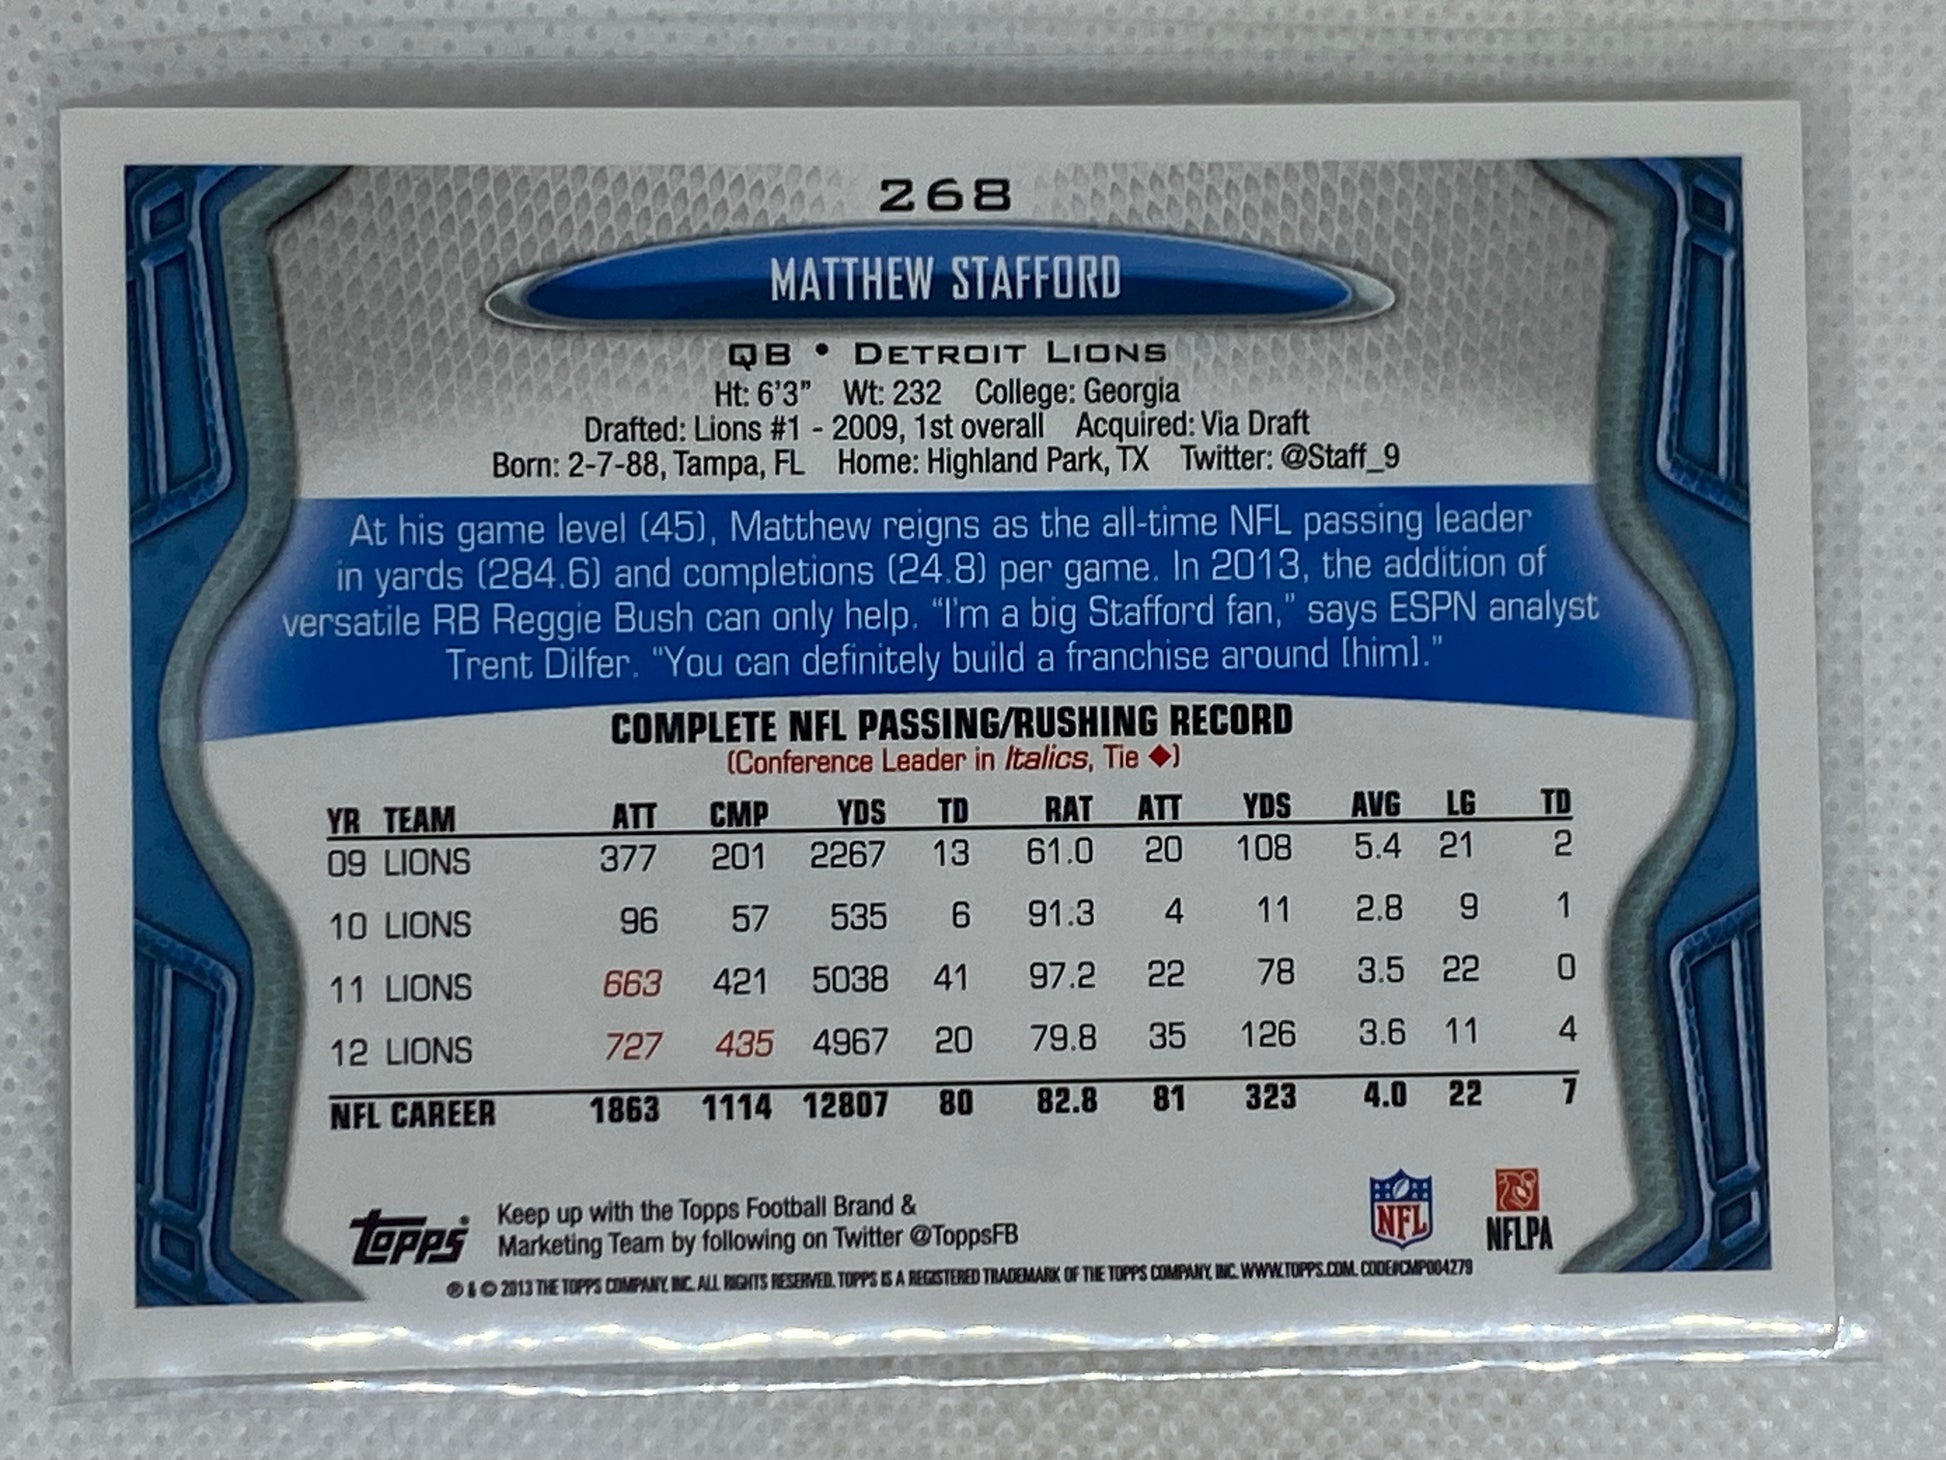 268
MATTHEW STAFFORD
QB • DETROIT LIONS
Ht: 6'3" Wt: 232 College: Georgia
Drafted: Lions #1 - 2009, 1st overall Acquired: Via Draft
Born: 2-7-88, Tampa, FL Home: Highland Park, TX Twitter: @Staff_9
At his game level (45), Matthew reigns as the all-time NFL passing leader
in yards (284.6) and completions (24.8) per game. In 2013, the addition of
versatile RB Reggie Bush can only help. “I'm a big Stafford fan,” says ESPN analyst
Trent Dilfer. “You can definitely build a franchise around [him].”
COMPLETE NFL PASSING/RUSHING RECORD
(Conference Leader in Italics, Tie ◆)
YR TEAM ATT CMP YDS TD RAT ATT YDS AVG LG TD
09 LIONS 377 201 2267 13 61.0 20 108 5.4 21 2
10 LIONS 96 57 535 6 91.3 4 11 2.8 9 1
11 LIONS 663 421 5038 41 97.2 22 78 3.5 22 0
12 LIONS 727 435 4967 20 79.8 35 126 3.6 11 4
NFL CAREER 1863 1114 12807 80 82.8 81 323 4.0 22 7
Topps
Keep up with the Topps Football Brand &
Marketing Team by following on Twitter @ToppsFB
NFL
NFLPA
® & © 2013 THE TOPPS COMPANY, INC. ALL RIGHTS RESERVED. TOPPS IS A REGISTERED TRADEMARK OF THE TOPPS COMPANY, INC. WWW.TOPPS.COM. CODE#CMP004279